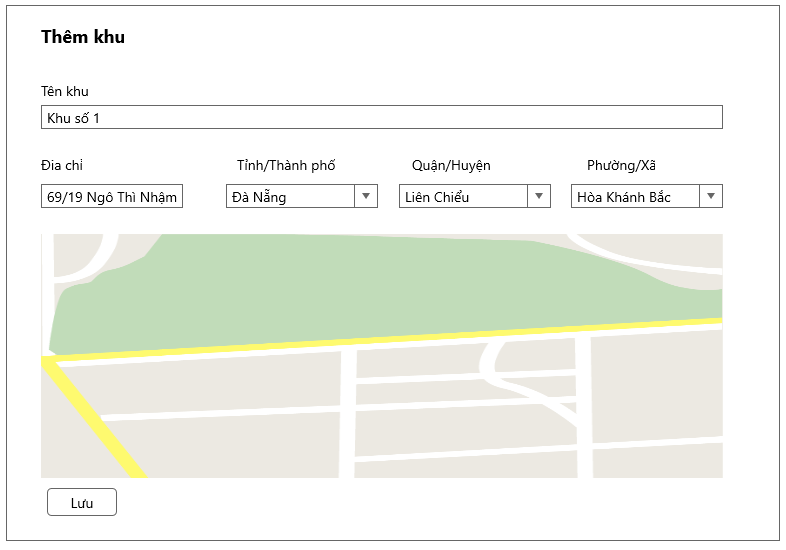 Thêm khu
Tên khu
Khu số 1
Địa chỉ Tỉnh/Thành phố Quận/Huyện Phường/Xã
69/19 Ngô Thì Nhậm Đà Nẵng Liên Chiểu Hòa Khánh Bắc
Lưu